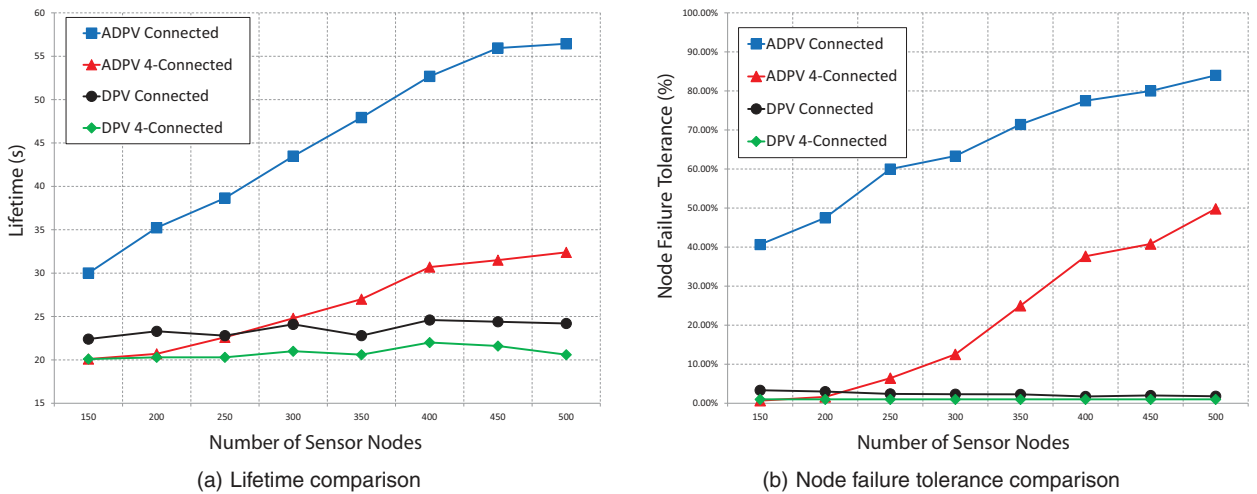 60
55
50
45
40
35
30
25
20
15
Lifetime (s)
ADPV Connected
ADPV 4-Connected
DPV Connected
DPV 4-Connected
150 200 250 300 350 400 450 500
Number of Sensor Nodes
(a) Lifetime comparison
100.00%
90.00%
80.00%
70.00%
60.00%
50.00%
40.00%
30.00%
20.00%
10.00%
0.00%
Node Failure Tolerance (%)
ADPV Connected
ADPV 4-Connected
DPV Connected
DPV 4-Connected
150 200 250 300 350 400 450 500
Number of Sensor Nodes
(b) Node failure tolerance comparison